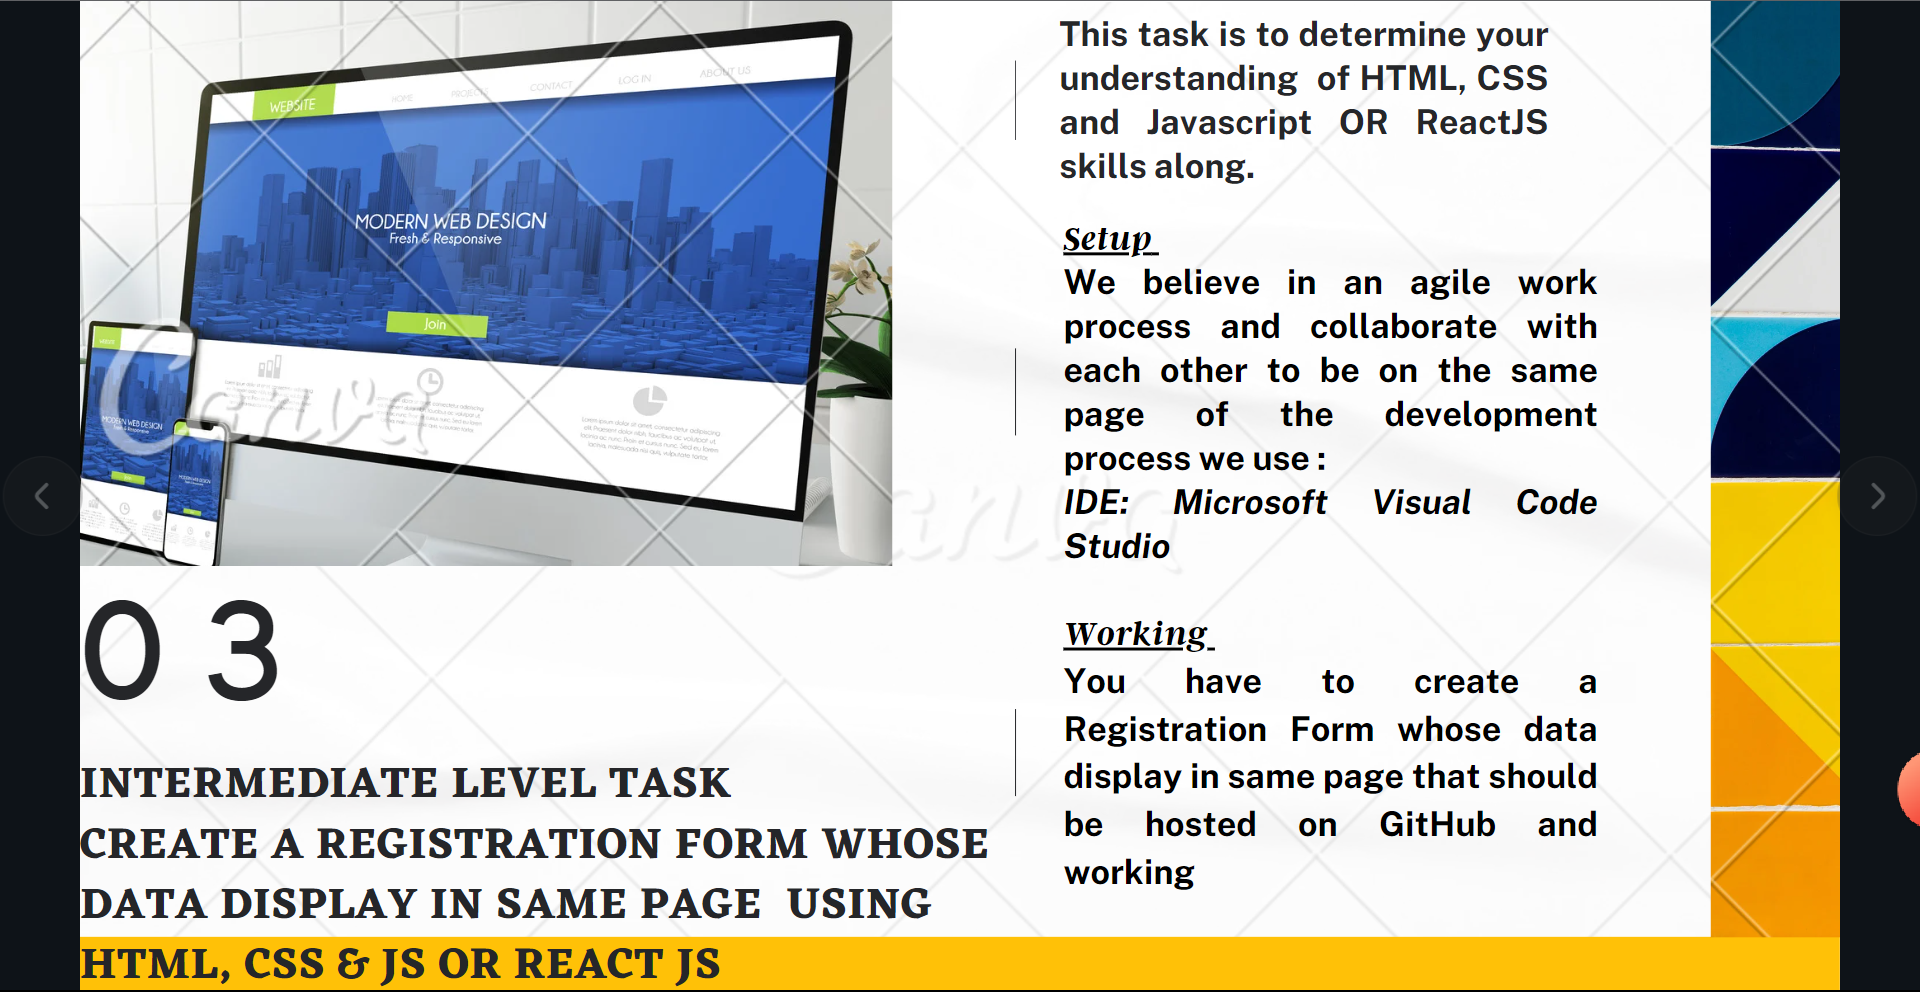 WEBSITE
HOME
PROJECTS
CONTACT
LOG IN
ABOUT US
MODERN WEB DESIGN
Fresh & Responsive
Join
MODERN WEB DESIGN
Canva
03
INTERMEDIATE LEVEL TASK
CREATE A REGISTRATION FORM WHOSE
DATA DISPLAY IN SAME PAGE USING
HTML, CSS & JS OR REACT JS
This task is to determine your
understanding of HTML, CSS
and Javascript OR ReactJS
skills along.
Setup
We believe in an agile work
process and collaborate with
each other to be on the same
page of the development
process we use :
IDE: Microsoft Visual Code
Studio
Working
You have to create a
Registration Form whose data
display in same page that should
be hosted on GitHub and
working
Canva